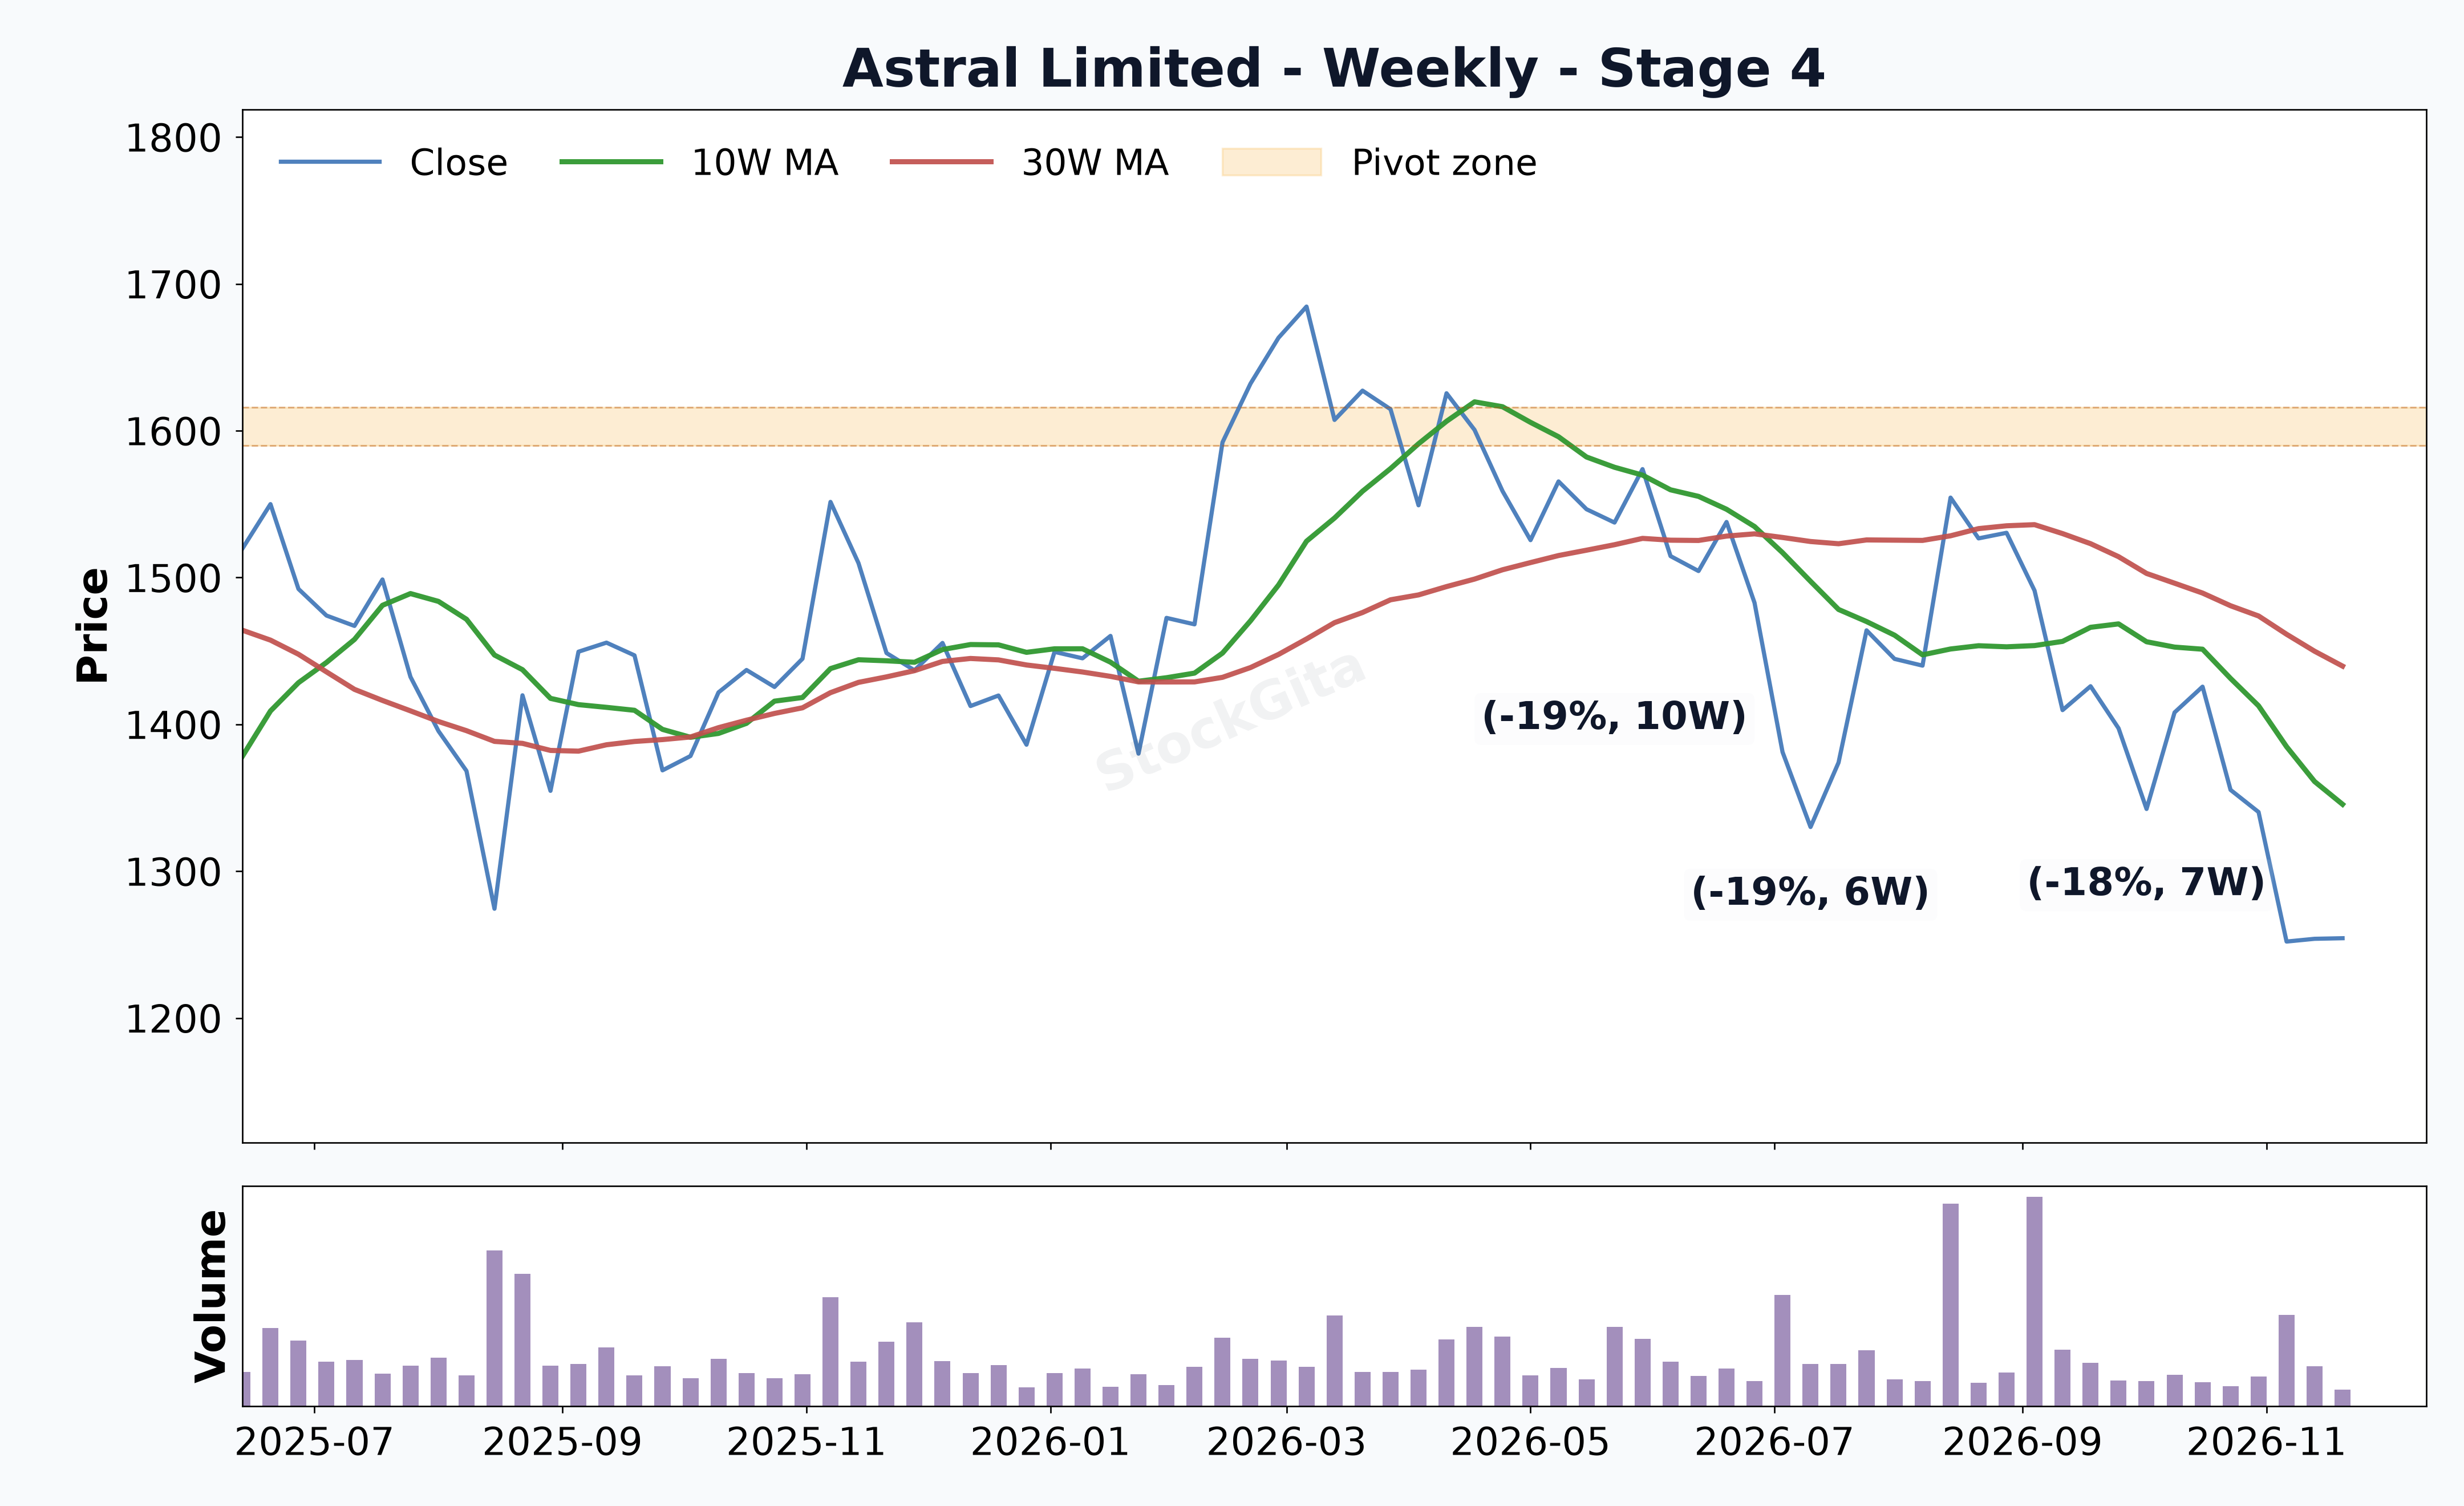 Astral Limited - Weekly - Stage 4
Close 10W MA 30W MA Pivot zone
1800
1700
1600
1500
1400
1300
1200
Price
StockGita
(-19%, 10W)
(-19%, 6W)
(-18%, 7W)
Volume
2025-07 2025-09 2025-11 2026-01 2026-03 2026-05 2026-07 2026-09 2026-11